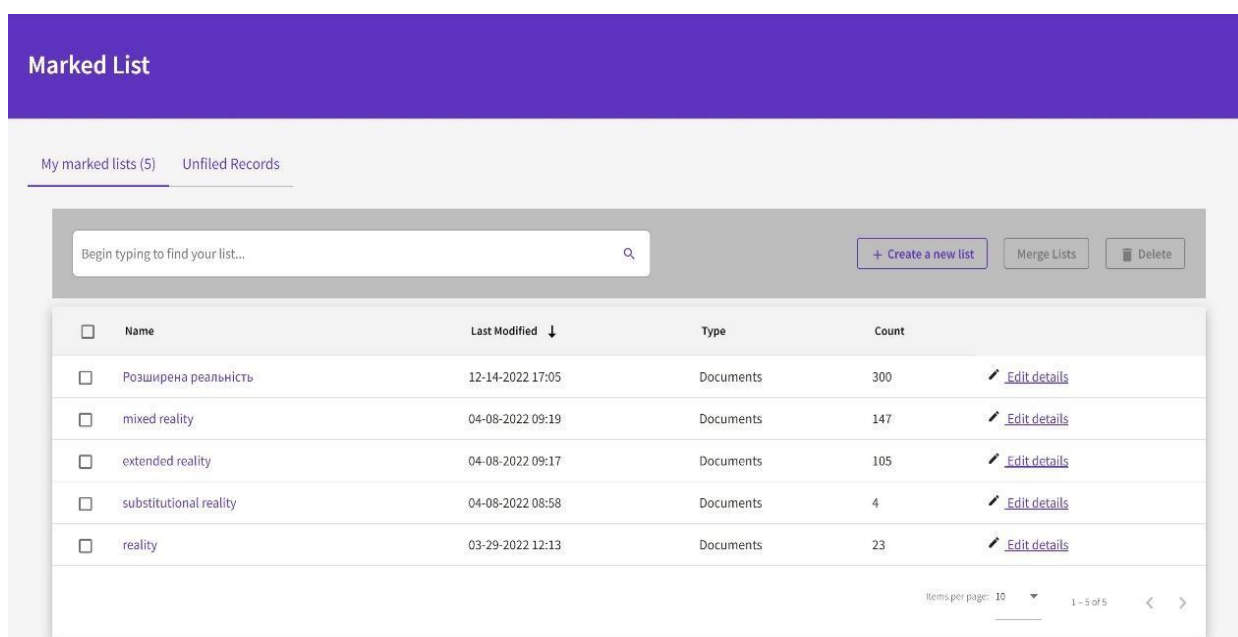 Marked List
My marked lists (5) Unfiled Records
Begin typing to find your list... + Create a new list Merge Lists Delete
Name Last Modified ↓ Type Count
Розширена реальність 12-14-2022 17:05 Documents 300 Edit details
mixed reality 04-08-2022 09:19 Documents 147 Edit details
extended reality 04-08-2022 09:17 Documents 105 Edit details
substitutional reality 04-08-2022 08:58 Documents 4 Edit details
reality 03-29-2022 12:13 Documents 23 Edit details
Items per page: 10 1 – 5 of 5